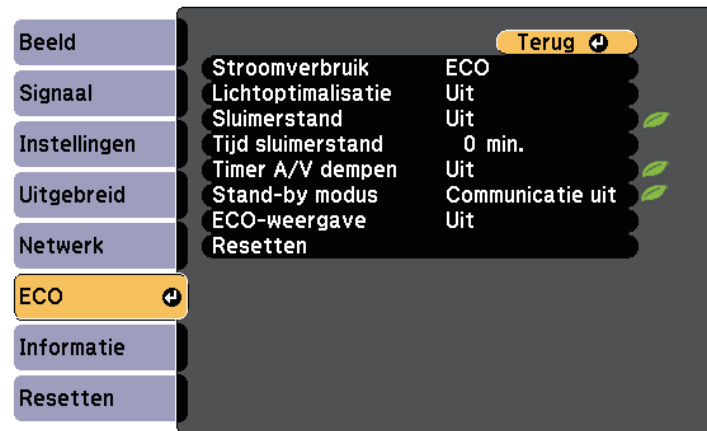 Beeld
Signaal
Instellingen
Uitgebreid
Netwerk
ECO
Informatie
Resetten
Terug
Stroomverbruik ECO
Lichtoptimalisatie Uit
Sluimerstand Uit
Tijd sluimerstand 0 min.
Timer A/V dempen Uit
Stand-by modus Communicatie uit
ECO-weergave Uit
Resetten